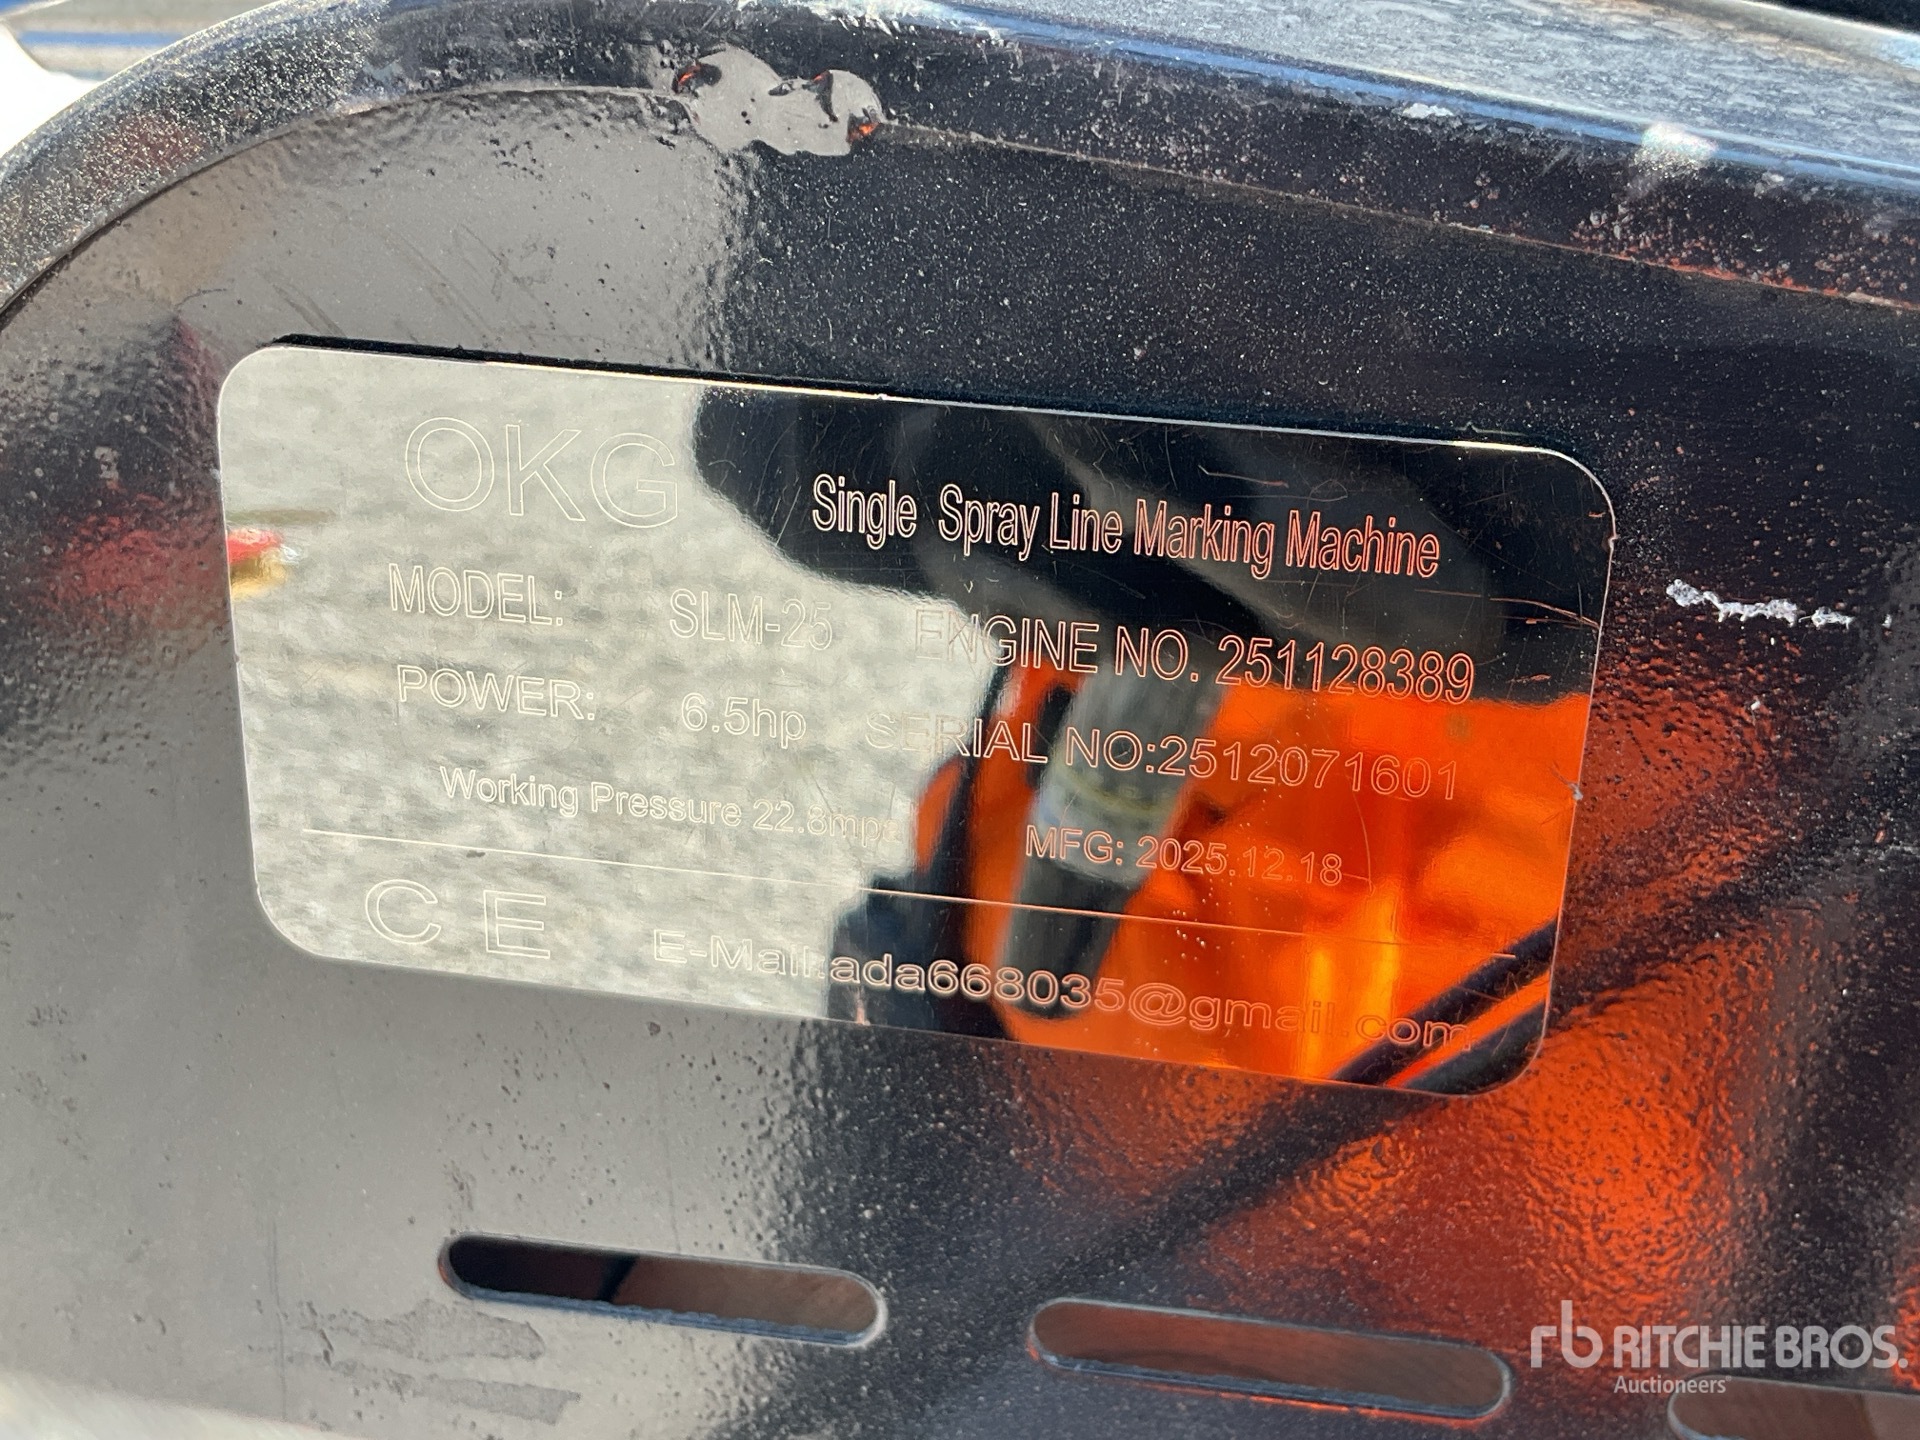 OKG Single Spray Line Marking Machine
MODEL: SLM-25 ENGINE NO. 251128389
POWER: 6.5hp SERIAL NO:2512071601
Working Pressure 22.8mpa MFG: 2025.12.18
CE E-Mail:ada668035@gmail.com
rb RITCHIE BROS.
Auctioneers